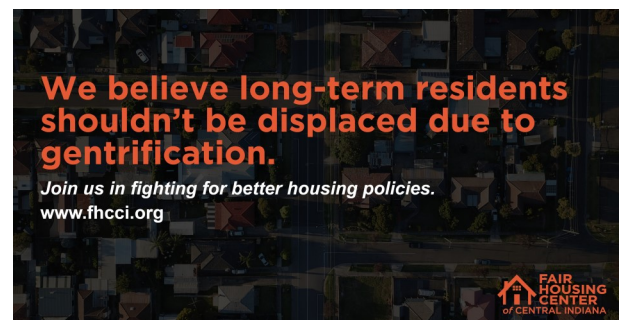 We believe long-term residents
shouldn't be displaced due to
gentrification.
Join us in fighting for better housing policies.
www.fhcci.org
FAIR
HOUSING
CENTER
of CENTRAL INDIANA